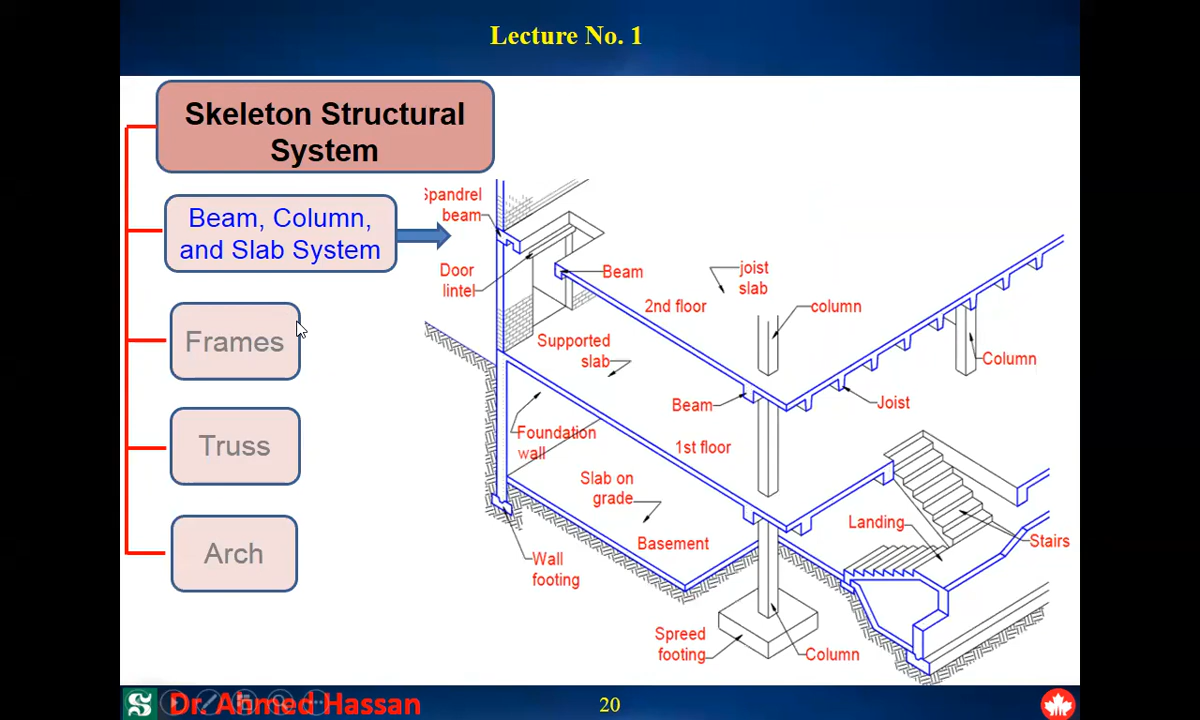 Lecture No. 1
Skeleton Structural
System
Beam, Column,
and Slab System
Frames
Truss
Arch
Spandrel
beam
Door
lintel
Beam
joist
slab
2nd floor
column
Supported
slab
Column
Beam
Joist
Foundation
wall
1st floor
Slab on
grade
Landing
Basement
Stairs
Wall
footing
Spreed
footing
Column
Dr. Ahmed Hassan
20